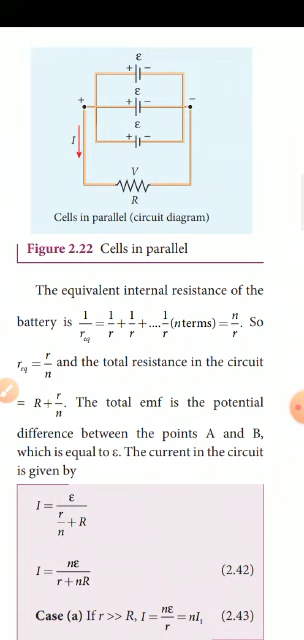 ε
+ −
ε
+ −
+ −
ε
+ −
I
V
R
Cells in parallel (circuit diagram)
Figure 2.22 Cells in parallel
The equivalent internal resistance of the
battery is 1/r_eq = 1/r + 1/r + .... 1/r (n terms) = n/r. So
r_eq = r/n and the total resistance in the circuit
= R + r/n. The total emf is the potential
difference between the points A and B,
which is equal to ε. The current in the circuit
is given by
I = ε / (r/n + R)
I = nε / (r + nR) (2.42)
Case (a) If r >> R, I = nε/r = nI₁ (2.43)